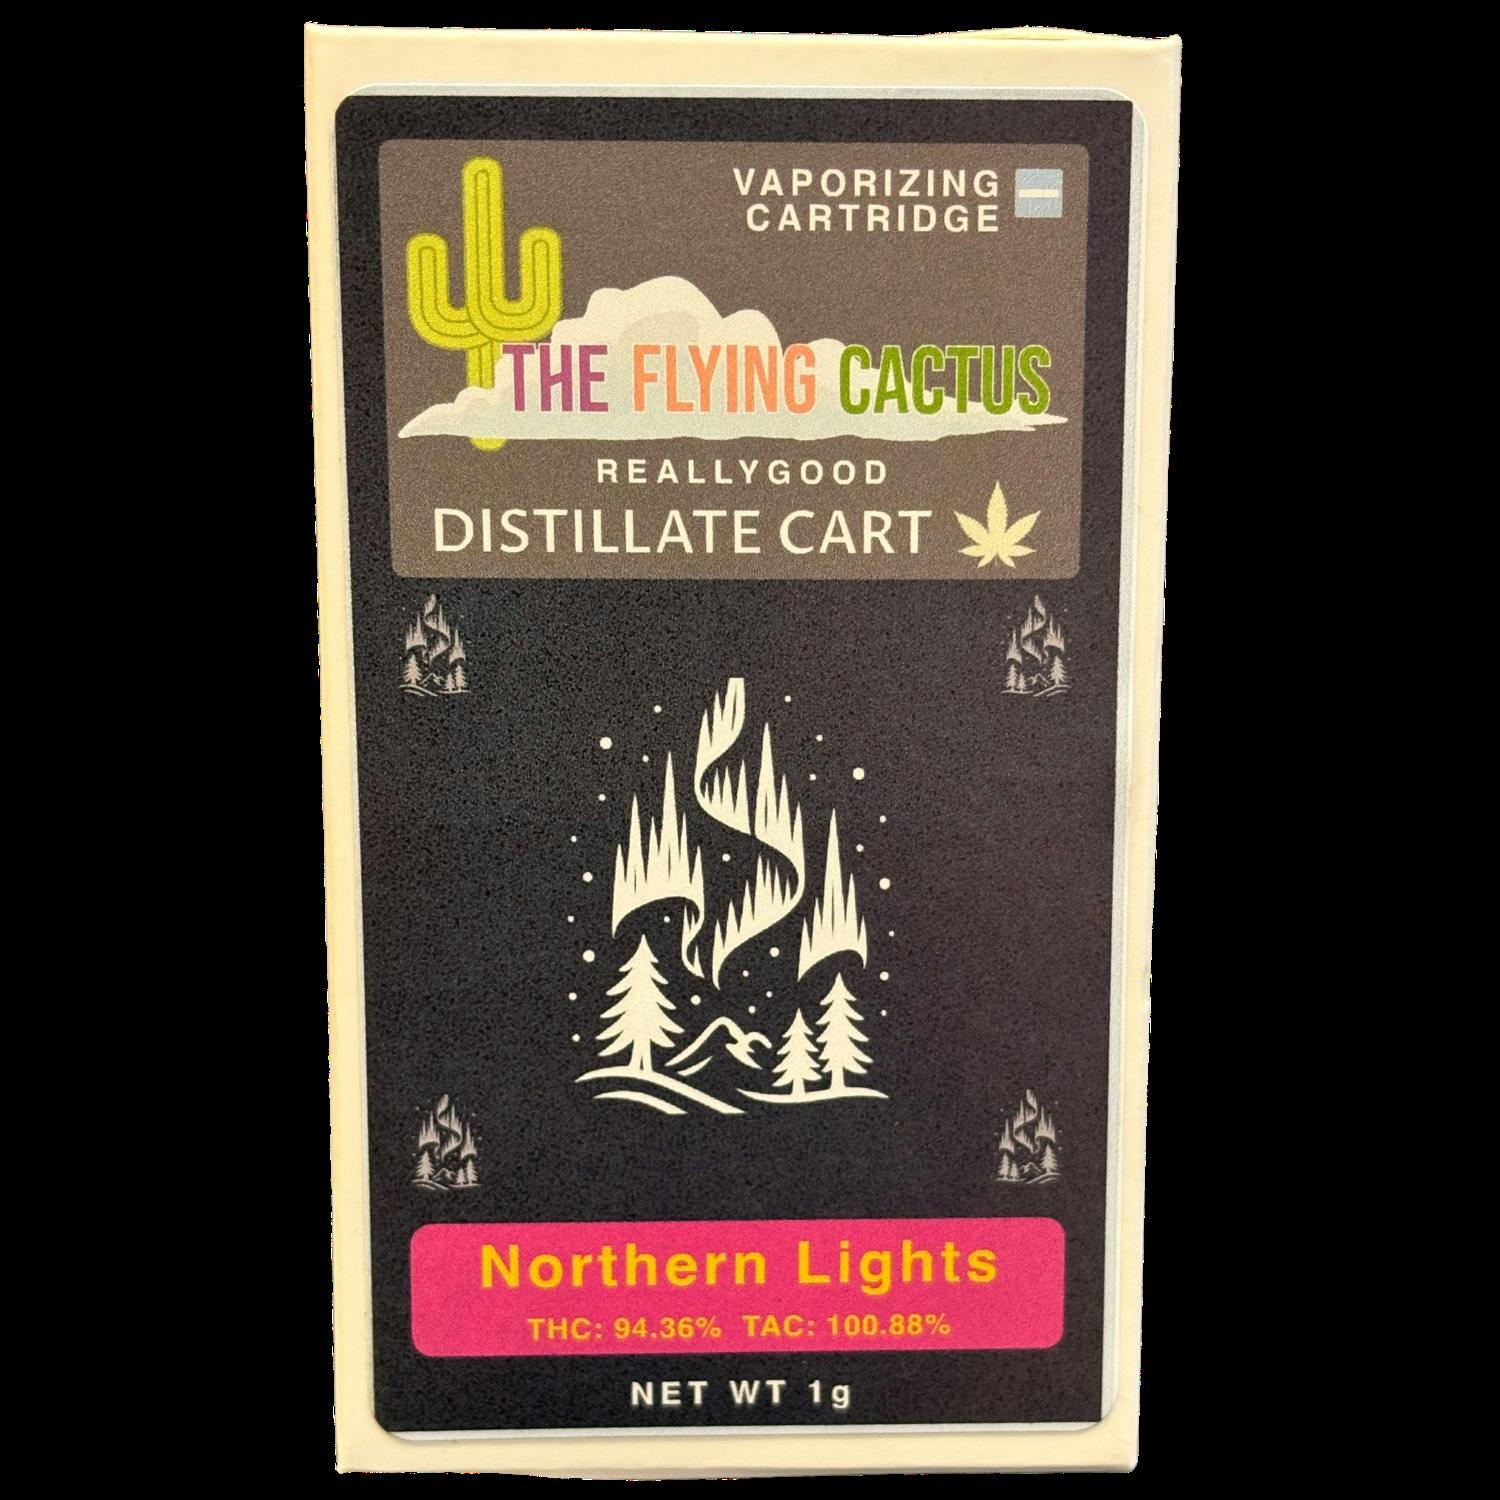 VAPORIZING
CARTRIDGE
THE FLYING CACTUS
REALLYGOOD
DISTILLATE CART
Northern Lights
THC: 94.36% TAC: 100.88%
NET WT 1g